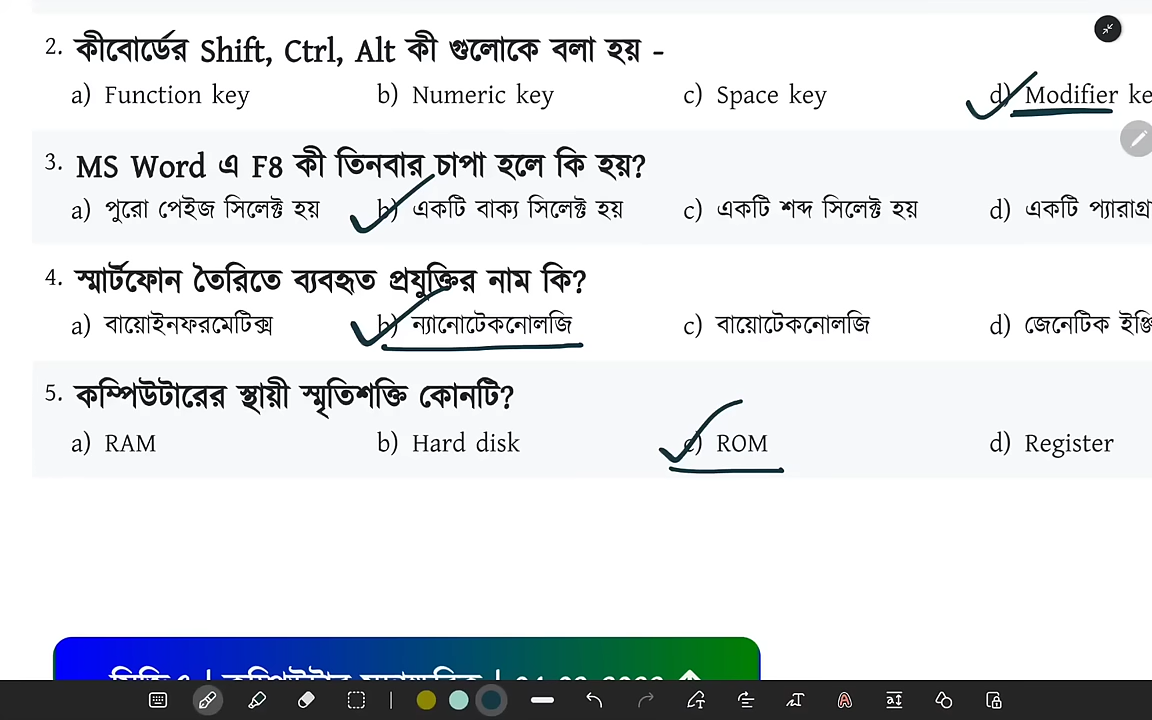 2. কীবোর্ডের Shift, Ctrl, Alt কী গুলোকে বলা হয় -
a) Function key b) Numeric key c) Space key d) Modifier ke
3. MS Word এ F8 কী তিনবার চাপা হলে কি হয়?
a) পুরো পেইজ সিলেক্ট হয় b) একটি বাক্য সিলেক্ট হয় c) একটি শব্দ সিলেক্ট হয় d) একটি প্যারাগ্রা
4. স্মার্টফোন তৈরিতে ব্যবহৃত প্রযুক্তির নাম কি?
a) বায়োইনফরমেটিক্স b) ন্যানোটেকনোলজি c) বায়োটেকনোলজি d) জেনেটিক ইঞ্জি
5. কম্পিউটারের স্থায়ী স্মৃতিশক্তি কোনটি?
a) RAM b) Hard disk c) ROM d) Register